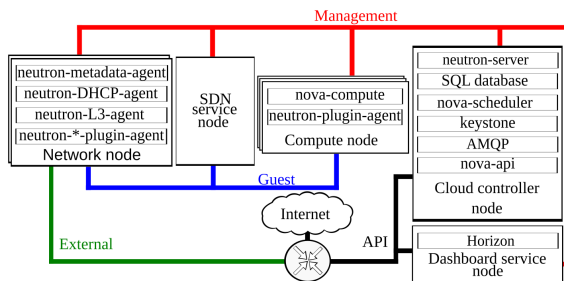 Management
neutron-metadata-agent
neutron-DHCP-agent
neutron-L3-agent
neutron-*-plugin-agent
Network node
SDN
service
node
nova-compute
neutron-plugin-agent
Compute node
neutron-server
SQL database
nova-scheduler
keystone
AMQP
nova-api
Cloud controller
node
Guest
Internet
External
API
Horizon
Dashboard service
node